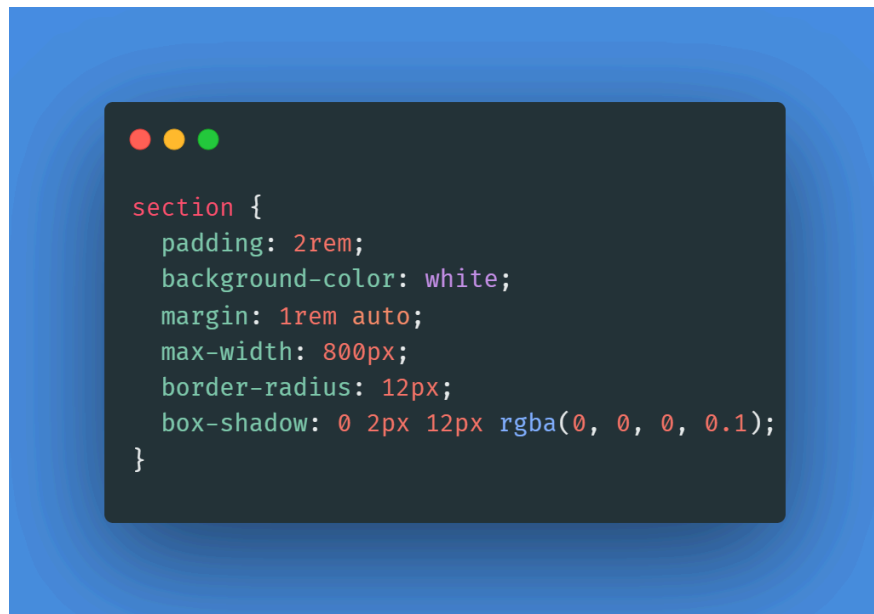 section {
  padding: 2rem;
  background-color: white;
  margin: 1rem auto;
  max-width: 800px;
  border-radius: 12px;
  box-shadow: 0 2px 12px rgba(0, 0, 0, 0.1);
}